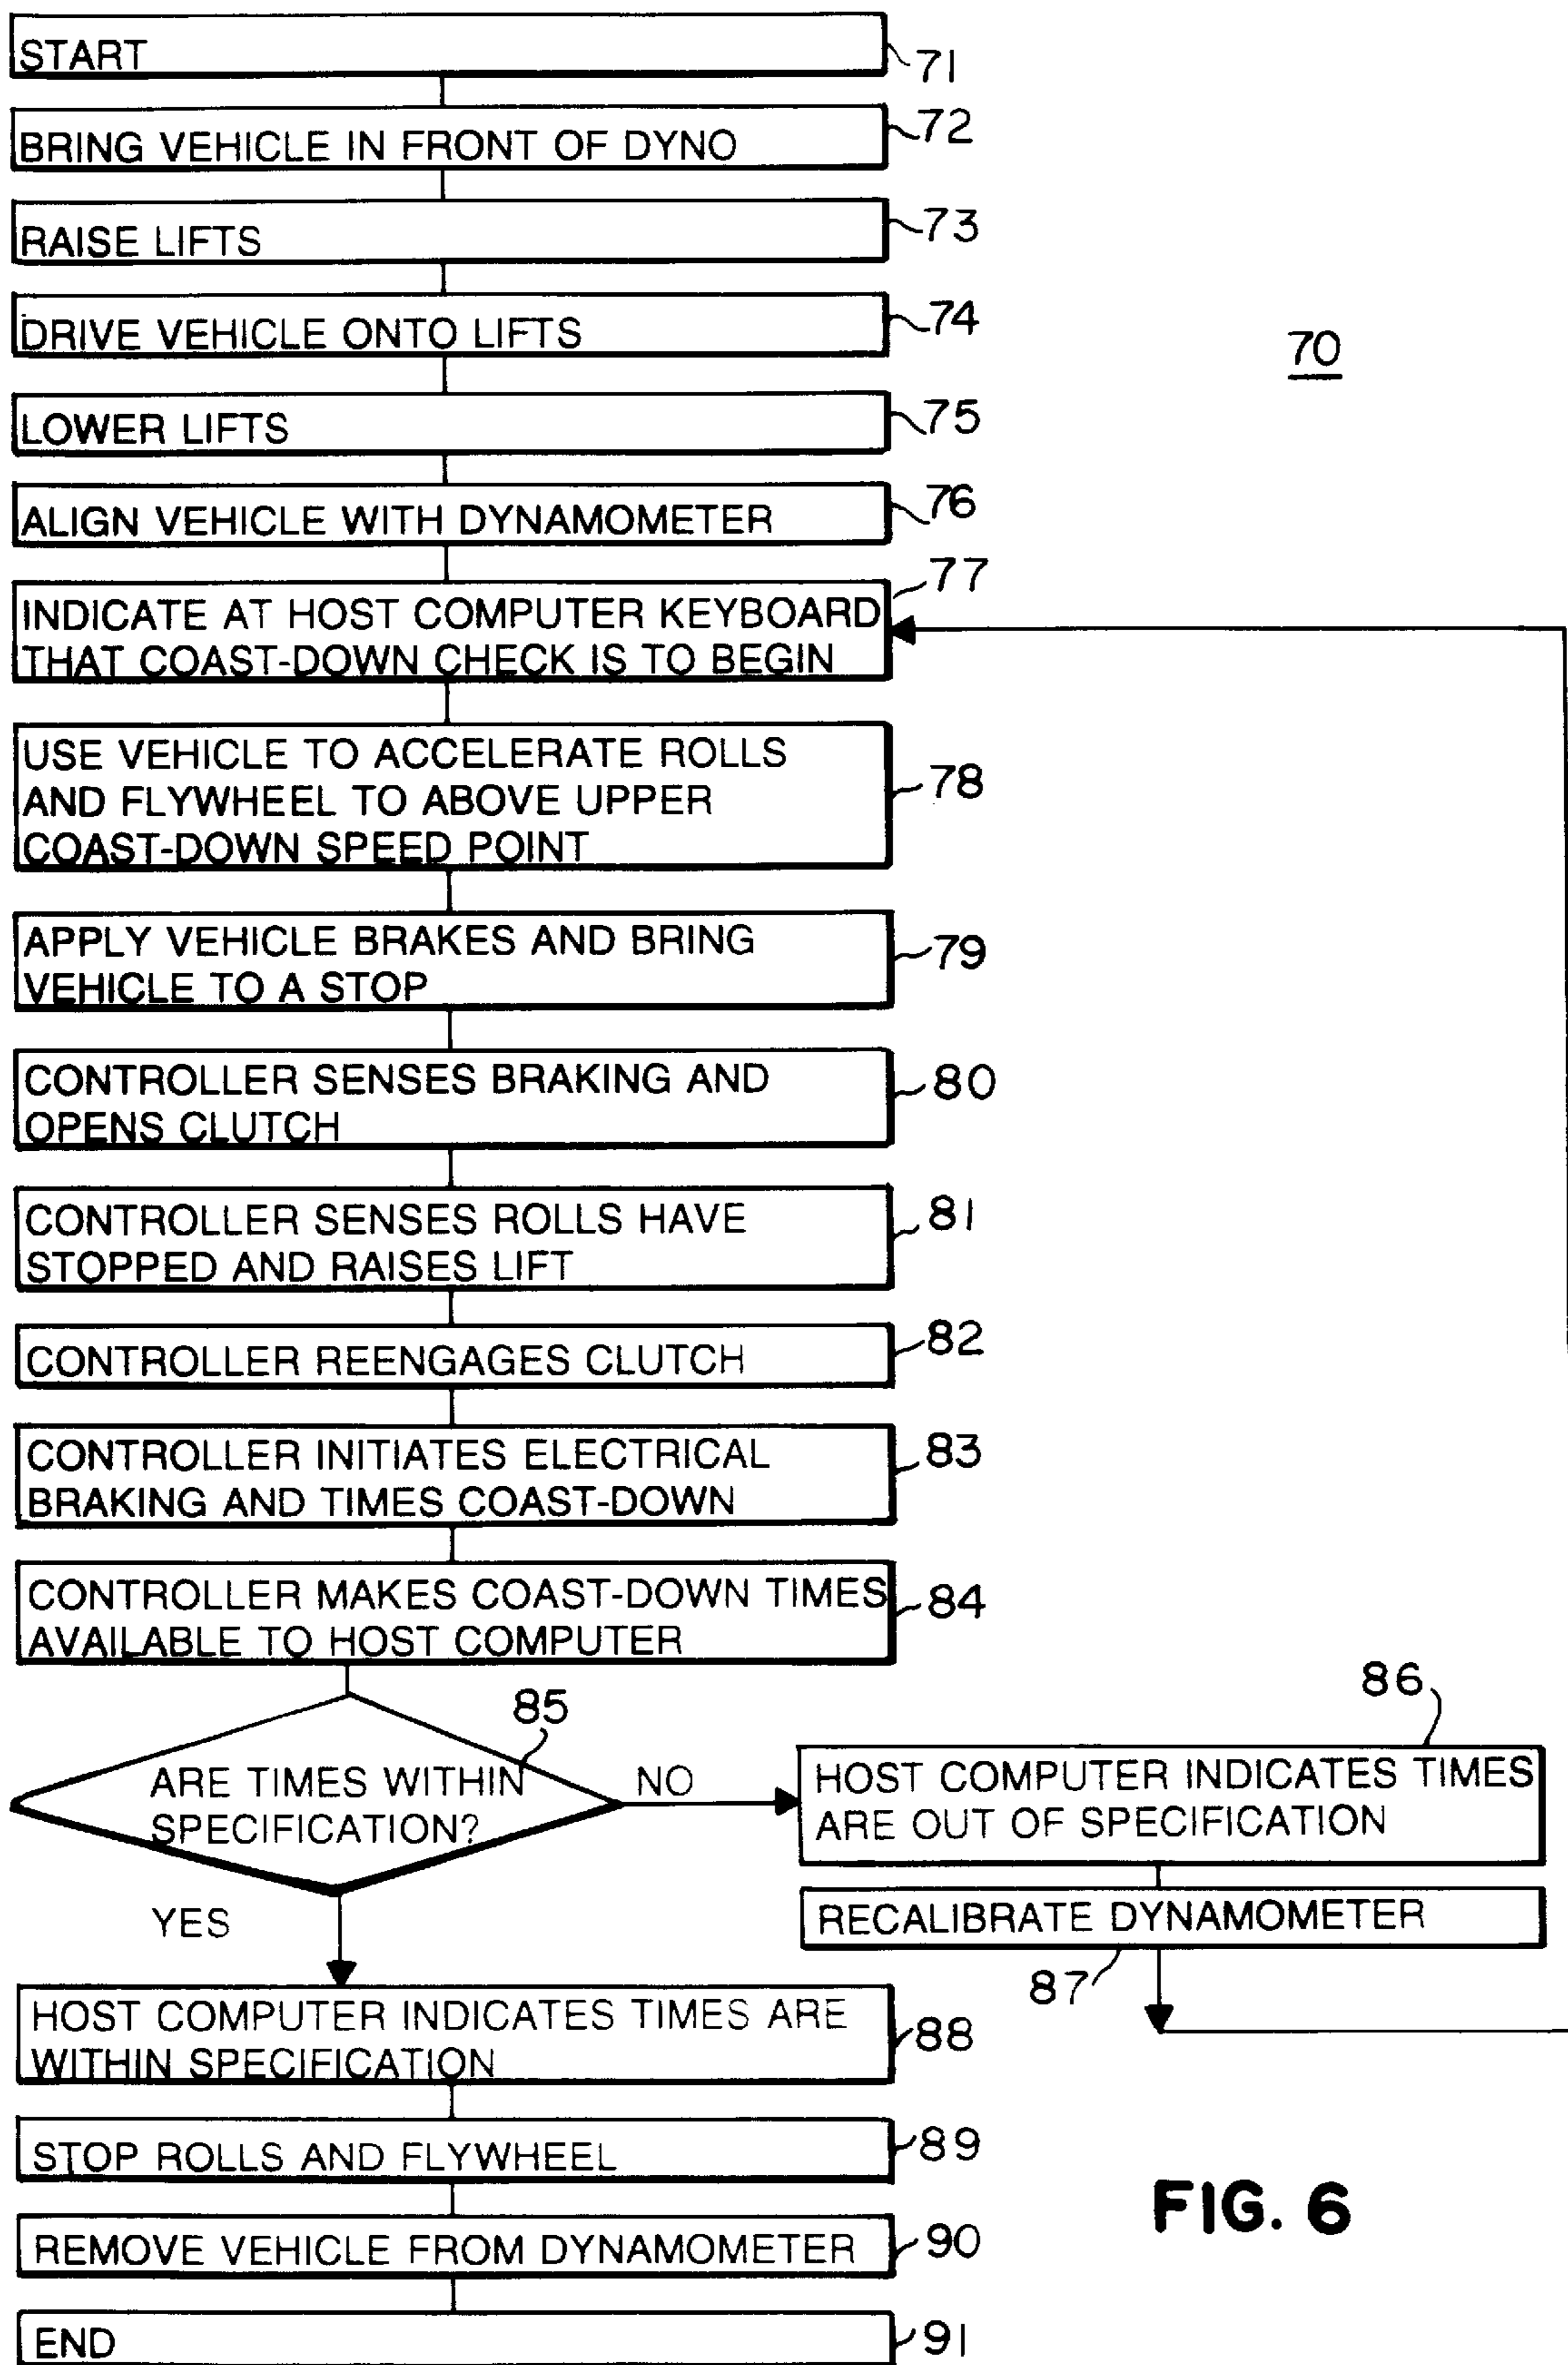 START
71
BRING VEHICLE IN FRONT OF DYNO
72
RAISE LIFTS
73
DRIVE VEHICLE ONTO LIFTS
74
70
LOWER LIFTS
75
ALIGN VEHICLE WITH DYNAMOMETER
76
77
INDICATE AT HOST COMPUTER KEYBOARD
THAT COAST-DOWN CHECK IS TO BEGIN
USE VEHICLE TO ACCELERATE ROLLS
AND FLYWHEEL TO ABOVE UPPER
COAST-DOWN SPEED POINT
78
APPLY VEHICLE BRAKES AND BRING
VEHICLE TO A STOP
79
CONTROLLER SENSES BRAKING AND
OPENS CLUTCH
80
CONTROLLER SENSES ROLLS HAVE
STOPPED AND RAISES LIFT
81
CONTROLLER REENGAGES CLUTCH
82
CONTROLLER INITIATES ELECTRICAL
BRAKING AND TIMES COAST-DOWN
83
CONTROLLER MAKES COAST-DOWN TIMES
AVAILABLE TO HOST COMPUTER
84
85
ARE TIMES WITHIN
SPECIFICATION?
NO
86
HOST COMPUTER INDICATES TIMES
ARE OUT OF SPECIFICATION
RECALIBRATE DYNAMOMETER
87
YES
HOST COMPUTER INDICATES TIMES ARE
WITHIN SPECIFICATION
88
STOP ROLLS AND FLYWHEEL
89
REMOVE VEHICLE FROM DYNAMOMETER
90
END
91
FIG. 6